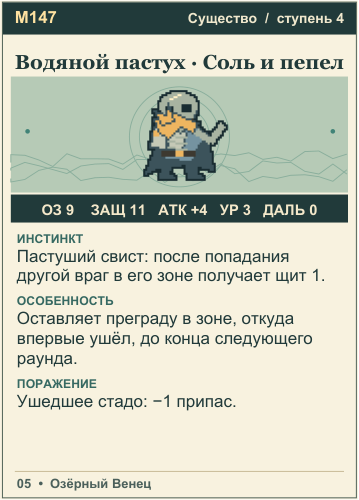 M147
Существо / ступень 4
Водяной пастух · Соль и пепел
ОЗ 9 ЗАЩ 11 АТК +4 УР 3 ДАЛЬ 0
ИНСТИНКТ
Пастуший свист: после попадания
другой враг в его зоне получает щит 1.
ОСОБЕННОСТЬ
Оставляет преграду в зоне, откуда
впервые ушёл, до конца следующего
раунда.
ПОРАЖЕНИЕ
Ушедшее стадо: −1 припас.
05 • Озёрный Венец